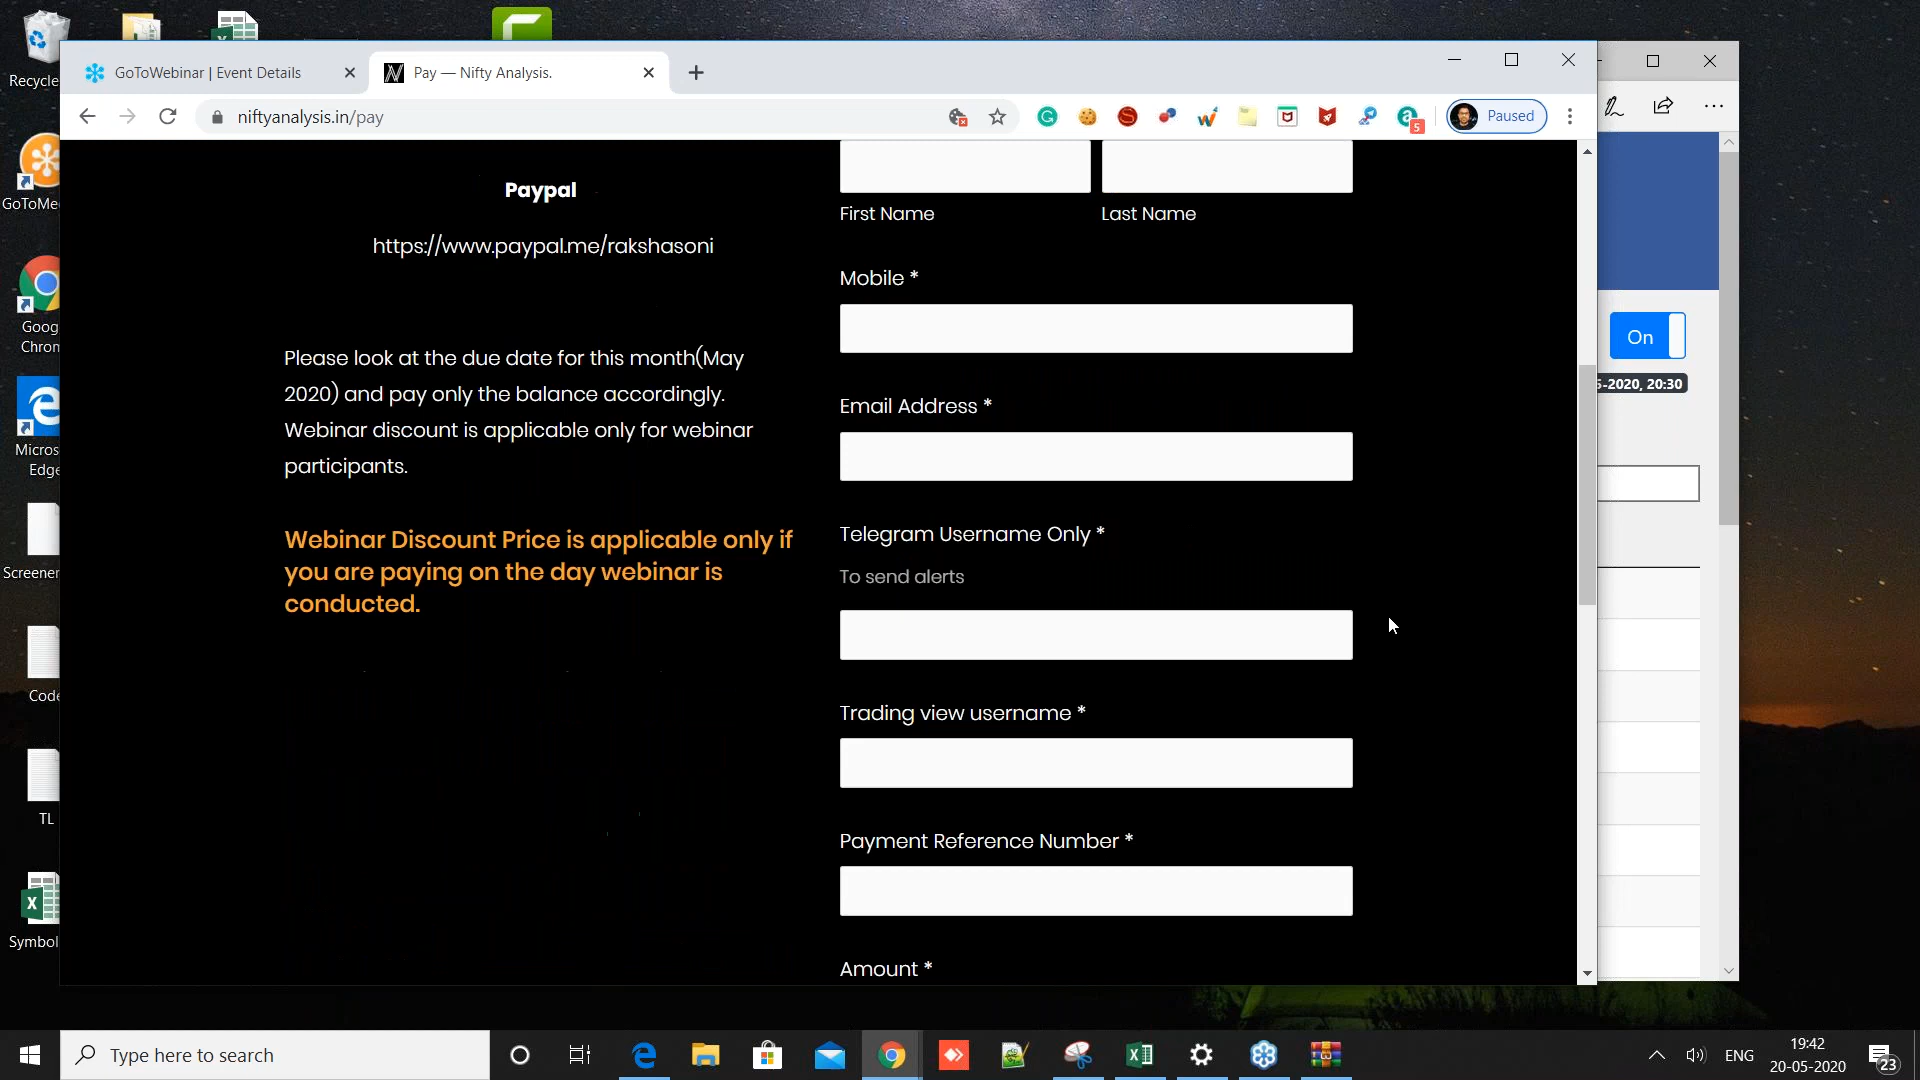 Recycle
GoToWebinar | Event Details
Pay — Nifty Analysis.
niftyanalysis.in/pay
5
Paused
Paypal
https://www.paypal.me/rakshasoni
Please look at the due date for this month(May
2020) and pay only the balance accordingly.
Webinar discount is applicable only for webinar
participants.
Webinar Discount Price is applicable only if
you are paying on the day webinar is
conducted.
First Name
Last Name
Mobile *
Email Address *
Telegram Username Only *
To send alerts
Trading view username *
Payment Reference Number *
Amount *
On
5-2020, 20:30
GoToMe
Goog
Chron
Micros
Edge
Screener
Code
TL
Symbol
Type here to search
ENG
19:42
20-05-2020
23